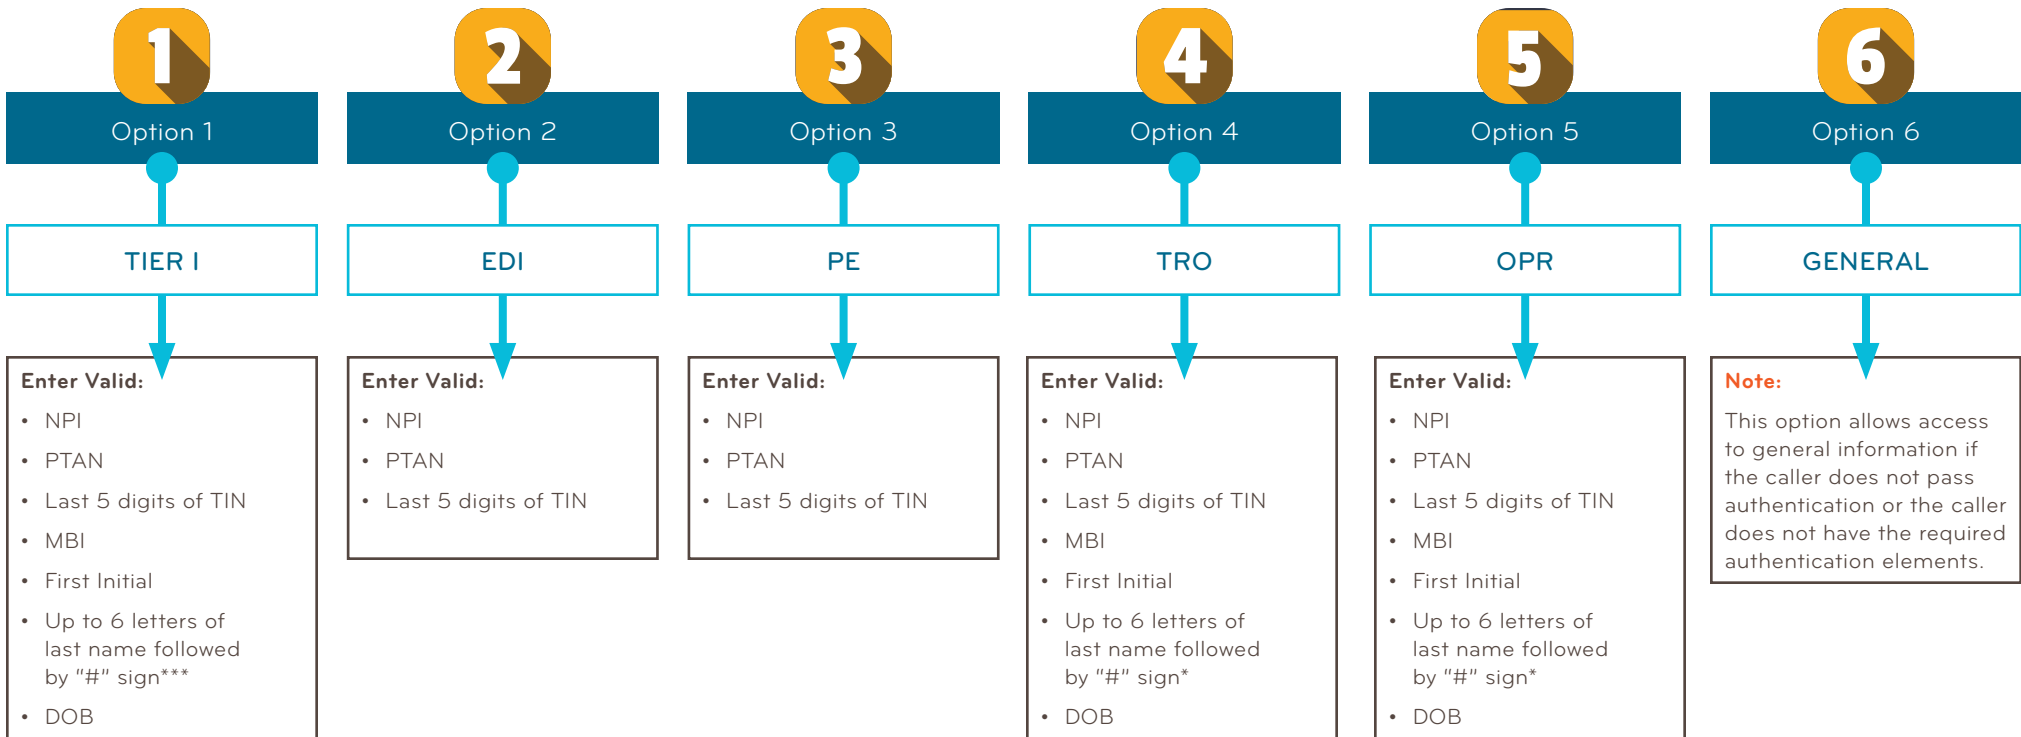 1
Option 1
TIER I
Enter Valid:
• NPI
• PTAN
• Last 5 digits of TIN
• MBI
• First Initial
• Up to 6 letters of
last name followed
by “#” sign***
• DOB
2
Option 2
EDI
Enter Valid:
• NPI
• PTAN
• Last 5 digits of TIN
3
Option 3
PE
Enter Valid:
• NPI
• PTAN
• Last 5 digits of TIN
4
Option 4
TRO
Enter Valid:
• NPI
• PTAN
• Last 5 digits of TIN
• MBI
• First Initial
• Up to 6 letters of
last name followed
by “#” sign*
• DOB
5
Option 5
OPR
Enter Valid:
• NPI
• PTAN
• Last 5 digits of TIN
• MBI
• First Initial
• Up to 6 letters of
last name followed
by “#” sign*
• DOB
6
Option 6
GENERAL
Note:
This option allows access
to general information if
the caller does not pass
authentication or the caller
does not have the required
authentication elements.